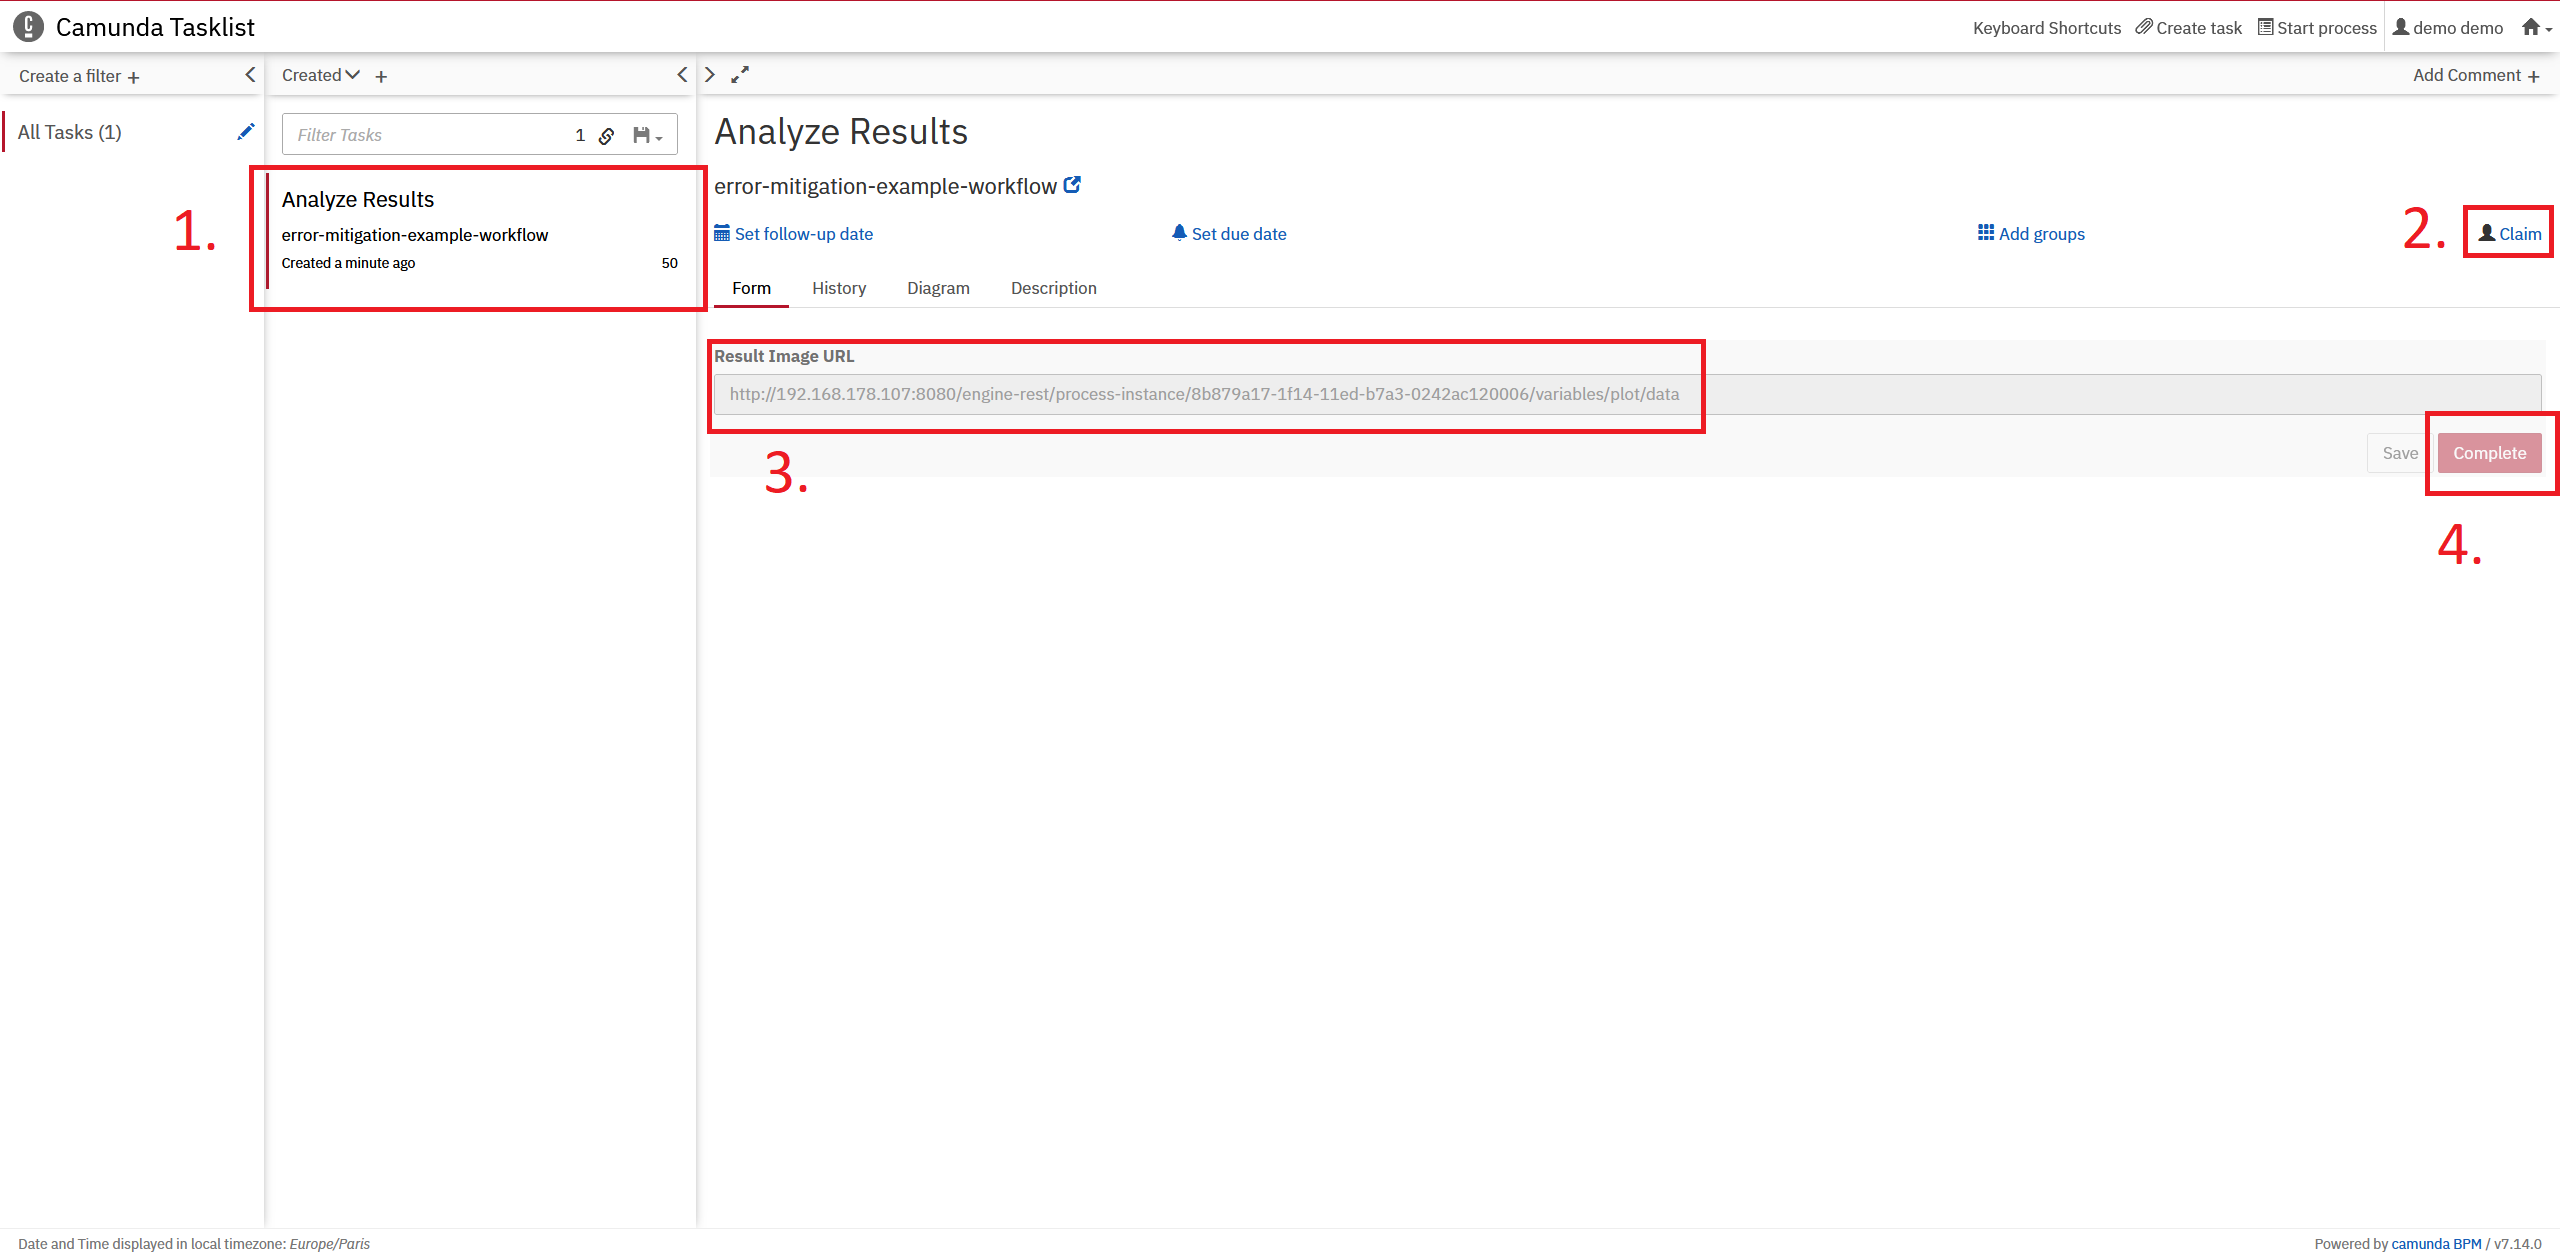 Camunda Tasklist
Keyboard Shortcuts Create task Start process demo demo
Create a filter +
Created +
Add Comment +
All Tasks (1)
Filter Tasks 1
Analyze Results
error-mitigation-example-workflow
Created a minute ago 50
1.
Analyze Results
error-mitigation-example-workflow
Set follow-up date Set due date Add groups 2. Claim
Form History Diagram Description
Result Image URL
http://192.168.178.107:8080/engine-rest/process-instance/8b879a17-1f14-11ed-b7a3-0242ac120006/variables/plot/data
3.
Save Complete
4.
Date and Time displayed in local timezone: Europe/Paris
Powered by camunda BPM / v7.14.0